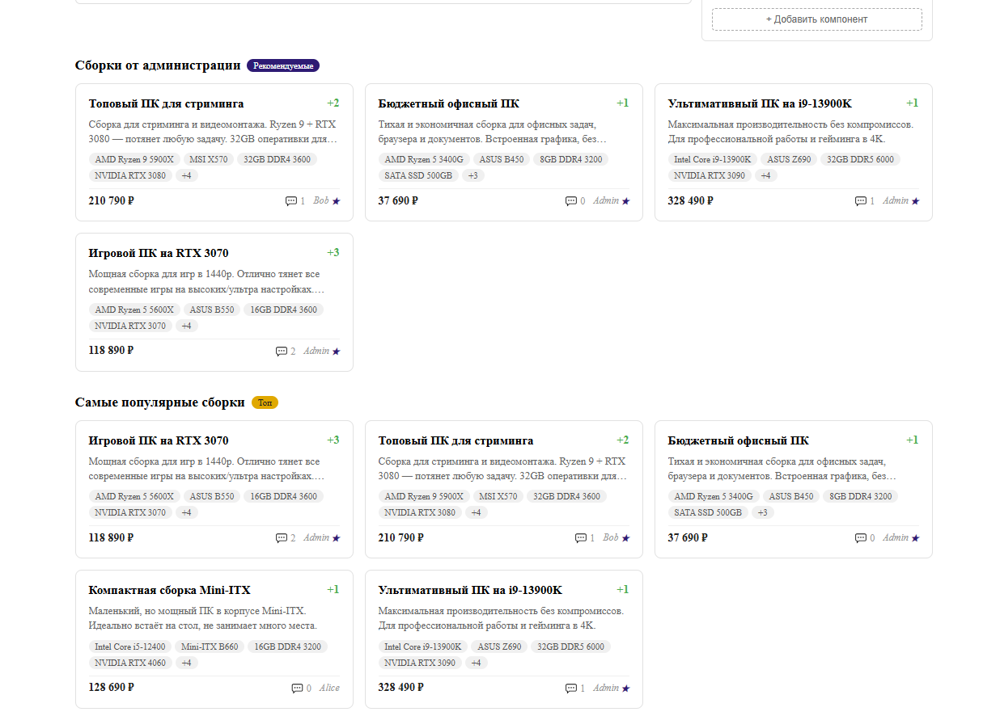 + Добавить компонент
Сборки от администрации Рекомендуемые
Топовый ПК для стриминга +2
Сборка для стриминга и видеомонтажа. Ryzen 9 + RTX
3080 — потянет любую задачу. 32GB оперативки для…
AMD Ryzen 9 5900X MSI X570 32GB DDR4 3600
NVIDIA RTX 3080 +4
210 790 ₽ 1 Bob ★
Бюджетный офисный ПК +1
Тихая и экономичная сборка для офисных задач,
браузера и документов. Встроенная графика, без…
AMD Ryzen 5 3400G ASUS B450 8GB DDR4 3200
SATA SSD 500GB +3
37 690 ₽ 0 Admin ★
Ультимативный ПК на i9-13900K +1
Максимальная производительность без компромиссов.
Для профессиональной работы и гейминга в 4K.
Intel Core i9-13900K ASUS Z690 32GB DDR5 6000
NVIDIA RTX 3090 +4
328 490 ₽ 1 Admin ★
Игровой ПК на RTX 3070 +3
Мощная сборка для игр в 1440p. Отлично тянет все
современные игры на высоких/ультра настройках.…
AMD Ryzen 5 5600X ASUS B550 16GB DDR4 3600
NVIDIA RTX 3070 +4
118 890 ₽ 2 Admin ★
Самые популярные сборки Топ
Игровой ПК на RTX 3070 +3
Мощная сборка для игр в 1440p. Отлично тянет все
современные игры на высоких/ультра настройках.…
AMD Ryzen 5 5600X ASUS B550 16GB DDR4 3600
NVIDIA RTX 3070 +4
118 890 ₽ 2 Admin ★
Топовый ПК для стриминга +2
Сборка для стриминга и видеомонтажа. Ryzen 9 + RTX
3080 — потянет любую задачу. 32GB оперативки для…
AMD Ryzen 9 5900X MSI X570 32GB DDR4 3600
NVIDIA RTX 3080 +4
210 790 ₽ 1 Bob ★
Бюджетный офисный ПК +1
Тихая и экономичная сборка для офисных задач,
браузера и документов. Встроенная графика, без…
AMD Ryzen 5 3400G ASUS B450 8GB DDR4 3200
SATA SSD 500GB +3
37 690 ₽ 0 Admin ★
Компактная сборка Mini-ITX +1
Маленький, но мощный ПК в корпусе Mini-ITX.
Идеально встаёт на стол, не занимает много места.
Intel Core i5-12400 Mini-ITX B660 16GB DDR4 3200
NVIDIA RTX 4060 +4
128 690 ₽ 0 Alice
Ультимативный ПК на i9-13900K +1
Максимальная производительность без компромиссов.
Для профессиональной работы и гейминга в 4K.
Intel Core i9-13900K ASUS Z690 32GB DDR5 6000
NVIDIA RTX 3090 +4
328 490 ₽ 1 Admin ★